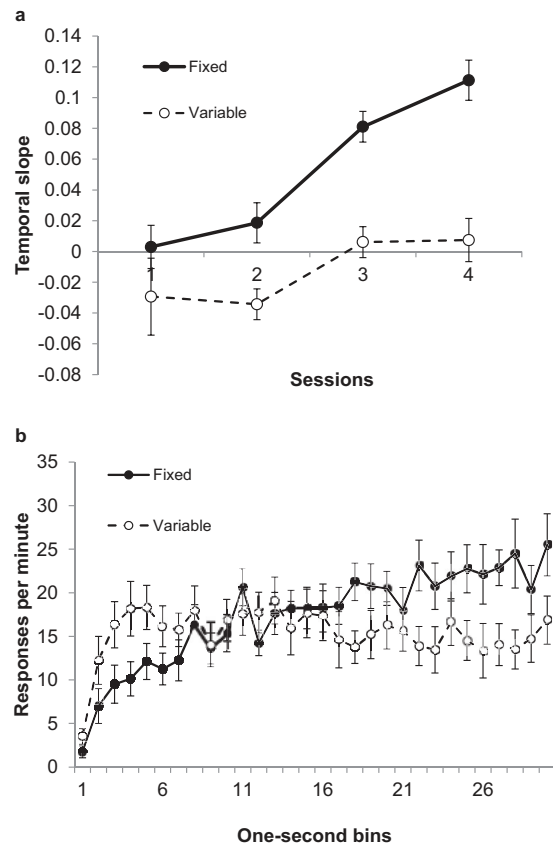 a
0.14
0.12
0.1
0.08
0.06
0.04
0.02
0
-0.02
-0.04
-0.06
-0.08
Temporal slope
Fixed
Variable
1 2 3 4
Sessions
b
35
30
25
20
15
10
5
0
Responses per minute
Fixed
Variable
1 6 11 16 21 26
One-second bins